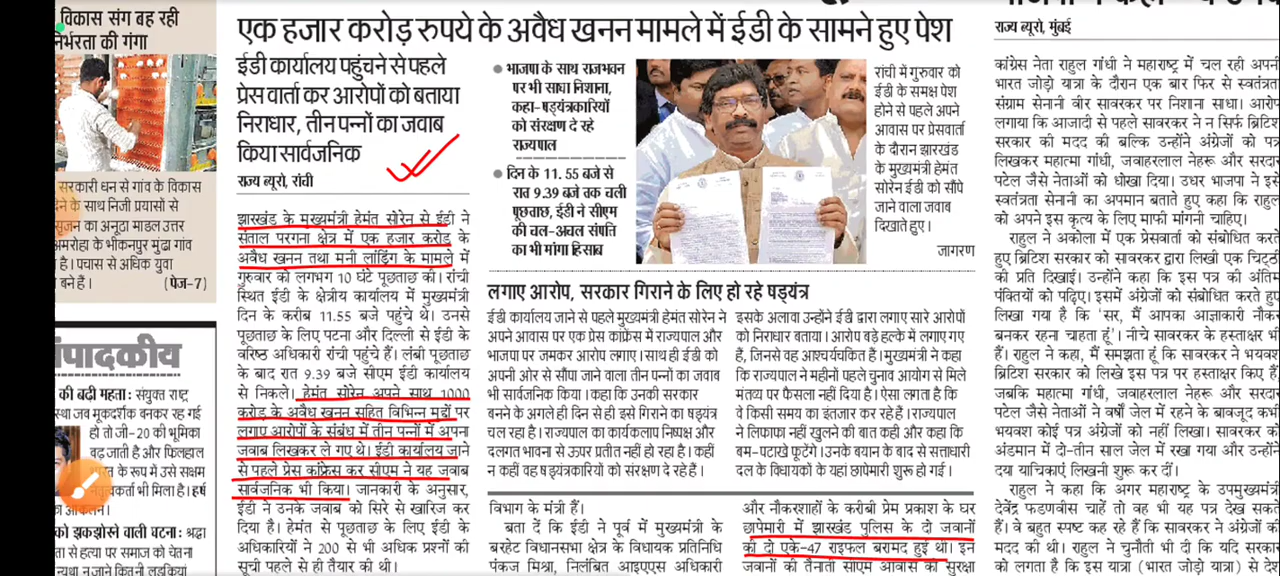 विकास संग बह रही
नेर्भरता की गंगा
सरकारी धन से गांव के विकास
के साथ निजी प्रयासों से
सृजन का अनूठा माडल उत्तर
अमरोहा के भीकनपुर मुंढा गांव
है। पचास से अधिक युवा
बने हैं। (पेज-7)
संपादकीय
की बढ़ी महता: संयुक्त राष्ट्र
स्था जब मूकदर्शक बनकर रह गई
हो तो जी-20 की भूमिका
बढ़ जाती है और फिलहाल
के रूप में उसे सक्षम
कर्ता भी मिला है। हर्ष
को झकझोरने वाली घटना: श्रद्धा
ता से हत्या पर समाज को चेतना
एक हजार करोड़ रुपये के अवैध खनन मामले में ईडी के सामने हुए पेश
ईडी कार्यालय पहुंचने से पहले
प्रेस वार्ता कर आरोपों को बताया
निराधार, तीन पन्नों का जवाब
किया सार्वजनिक
राज्य ब्यूरो, रांची
झारखंड के मुख्यमंत्री हेमंत सोरेन से ईडी ने
संताल परगना क्षेत्र में एक हजार करोड़ के
अवैध खनन तथा मनी लांड्रिंग के मामले में
गुरुवार को लगभग 10 घंटे पूछताछ की। रांची
स्थित ईडी के क्षेत्रीय कार्यालय में मुख्यमंत्री
दिन के करीब 11.55 बजे पहुंचे थे। उनसे
पूछताछ के लिए पटना और दिल्ली से ईडी के
वरिष्ठ अधिकारी रांची पहुंचे हैं। लंबी पूछताछ
के बाद रात 9.39 बजे सीएम ईडी कार्यालय
से निकले। हेमंत सोरेन अपने साथ 1000
करोड़ के अवैध खनन सहित विभिन्न मुद्दों पर
लगाए आरोपों के संबंध में तीन पन्नों में अपना
जवाब लिखकर ले गए थे। ईडी कार्यालय जाने
से पहले प्रेस कांफ्रेंस कर सीएम ने यह जवाब
सार्वजनिक भी किया। जानकारी के अनुसार,
ईडी ने उनके जवाब को सिरे से खारिज कर
दिया है। हेमंत से पूछताछ के लिए ईडी के
अधिकारियों ने 200 से भी अधिक प्रश्नों की
सूची पहले से ही तैयार की थी।
● भाजपा के साथ राजभवन
पर भी साधा निशाना,
कहा-षड्यंत्रकारियों
को संरक्षण दे रहे
राज्यपाल
● दिन के 11.55 बजे से
रात 9.39 बजे तक चली
पूछताछ, ईडी ने सीएम
की चल-अचल संपत्ति
का भी मांगा हिसाब
रांची में गुरुवार को
ईडी के समक्ष पेश
होने से पहले अपने
आवास पर प्रेसवार्ता
के दौरान झारखंड
के मुख्यमंत्री हेमंत
सोरेन ईडी को सौंपे
जाने वाला जवाब
दिखाते हुए।
जागरण
लगाए आरोप, सरकार गिराने के लिए हो रहे षड्यंत्र
ईडी कार्यालय जाने से पहले मुख्यमंत्री हेमंत सोरेन ने
अपने आवास पर एक प्रेस कांफ्रेंस में राज्यपाल और
भाजपा पर जमकर आरोप लगाए। साथ ही ईडी को
अपनी ओर से सौंपा जाने वाला तीन पन्नों का जवाब
भी सार्वजनिक किया। कहा कि उनकी सरकार
बनने के अगले ही दिन से ही इसे गिराने का षड्यंत्र
चल रहा है। राज्यपाल का कार्यकलाप निष्पक्ष और
दलगत भावना से ऊपर प्रतीत नहीं हो रहा है। कहीं
न कहीं वह षड्यंत्रकारियों को संरक्षण दे रहे हैं।
इसके अलावा उन्होंने ईडी द्वारा लगाए सारे आरोपों
को निराधार बताया। आरोप बड़े हल्के में लगाए गए
हैं, जिनसे वह आश्चर्यचकित हैं। मुख्यमंत्री ने कहा
कि राज्यपाल ने महीनों पहले चुनाव आयोग से मिले
मंतव्य पर फैसला नहीं दिया है। ऐसा लगता है कि
वे किसी समय का इंतजार कर रहे हैं। राज्यपाल
ने लिफाफा नहीं खुलने की बात कही और कहा कि
बम-पटाखे फूटेंगे। उनके बयान के बाद से सत्ताधारी
दल के विधायकों के यहां छापेमारी शुरू हो गई।
विभाग के मंत्री हैं।
बता दें कि ईडी ने पूर्व में मुख्यमंत्री के
बरहेट विधानसभा क्षेत्र के विधायक प्रतिनिधि
पंकज मिश्रा, निलंबित आइएएस अधिकारी
और नौकरशाहों के करीबी प्रेम प्रकाश के घर
छापेमारी में झारखंड पुलिस के दो जवानों
की दो एके-47 राइफल बरामद हुई थी। इन
जवानों की तैनाती सीएम आवास की सुरक्षा
राज्य ब्यूरो, मुंबई
कांग्रेस नेता राहुल गांधी ने महाराष्ट्र में चल रही अपनी
भारत जोड़ो यात्रा के दौरान एक बार फिर से स्वतंत्रता
संग्राम सेनानी वीर सावरकर पर निशाना साधा। आरोप
लगाया कि आजादी से पहले सावरकर ने न सिर्फ ब्रिटिश
सरकार की मदद की बल्कि उन्होंने अंग्रेजों को पत्र
लिखकर महात्मा गांधी, जवाहरलाल नेहरू और सरदार
पटेल जैसे नेताओं को धोखा दिया। उधर भाजपा ने इसे
स्वतंत्रता सेनानी का अपमान बताते हुए कहा कि राहुल
को अपने इस कृत्य के लिए माफी मांगनी चाहिए।
राहुल ने अकोला में एक प्रेसवार्ता को संबोधित करते
हुए ब्रिटिश सरकार को सावरकर द्वारा लिखी एक चिट्ठी
की प्रति दिखाई। उन्होंने कहा कि इस पत्र की अंतिम
पंक्तियों को पढ़िए। इसमें अंग्रेजों को संबोधित करते हुए
लिखा गया है कि 'सर, मैं आपका आज्ञाकारी नौकर
बनकर रहना चाहता हूं'। नीचे सावरकर के हस्ताक्षर भी
हैं। राहुल ने कहा, मैं समझता हूं कि सावरकर ने भयवश
ब्रिटिश सरकार को लिखे इस पत्र पर हस्ताक्षर किए हैं
जबकि महात्मा गांधी, जवाहरलाल नेहरू और सरदार
पटेल जैसे नेताओं ने वर्षों जेल में रहने के बावजूद कभी
भयवश कोई पत्र अंग्रेजों को नहीं लिखा। सावरकर को
अंडमान में दो-तीन साल जेल में रखा गया और उन्होंने
दया याचिकाएं लिखनी शुरू कर दीं।
राहुल ने कहा कि अगर महाराष्ट्र के उपमुख्यमंत्री
देवेंद्र फडणवीस चाहें तो वह भी यह पत्र देख सकते
हैं। वे बहुत स्पष्ट कह रहे हैं कि सावरकर ने अंग्रेजों की
मदद की थी। राहुल ने चुनौती भी दी कि यदि सरकार
को लगता है कि इस यात्रा (भारत जोड़ो यात्रा) से देश